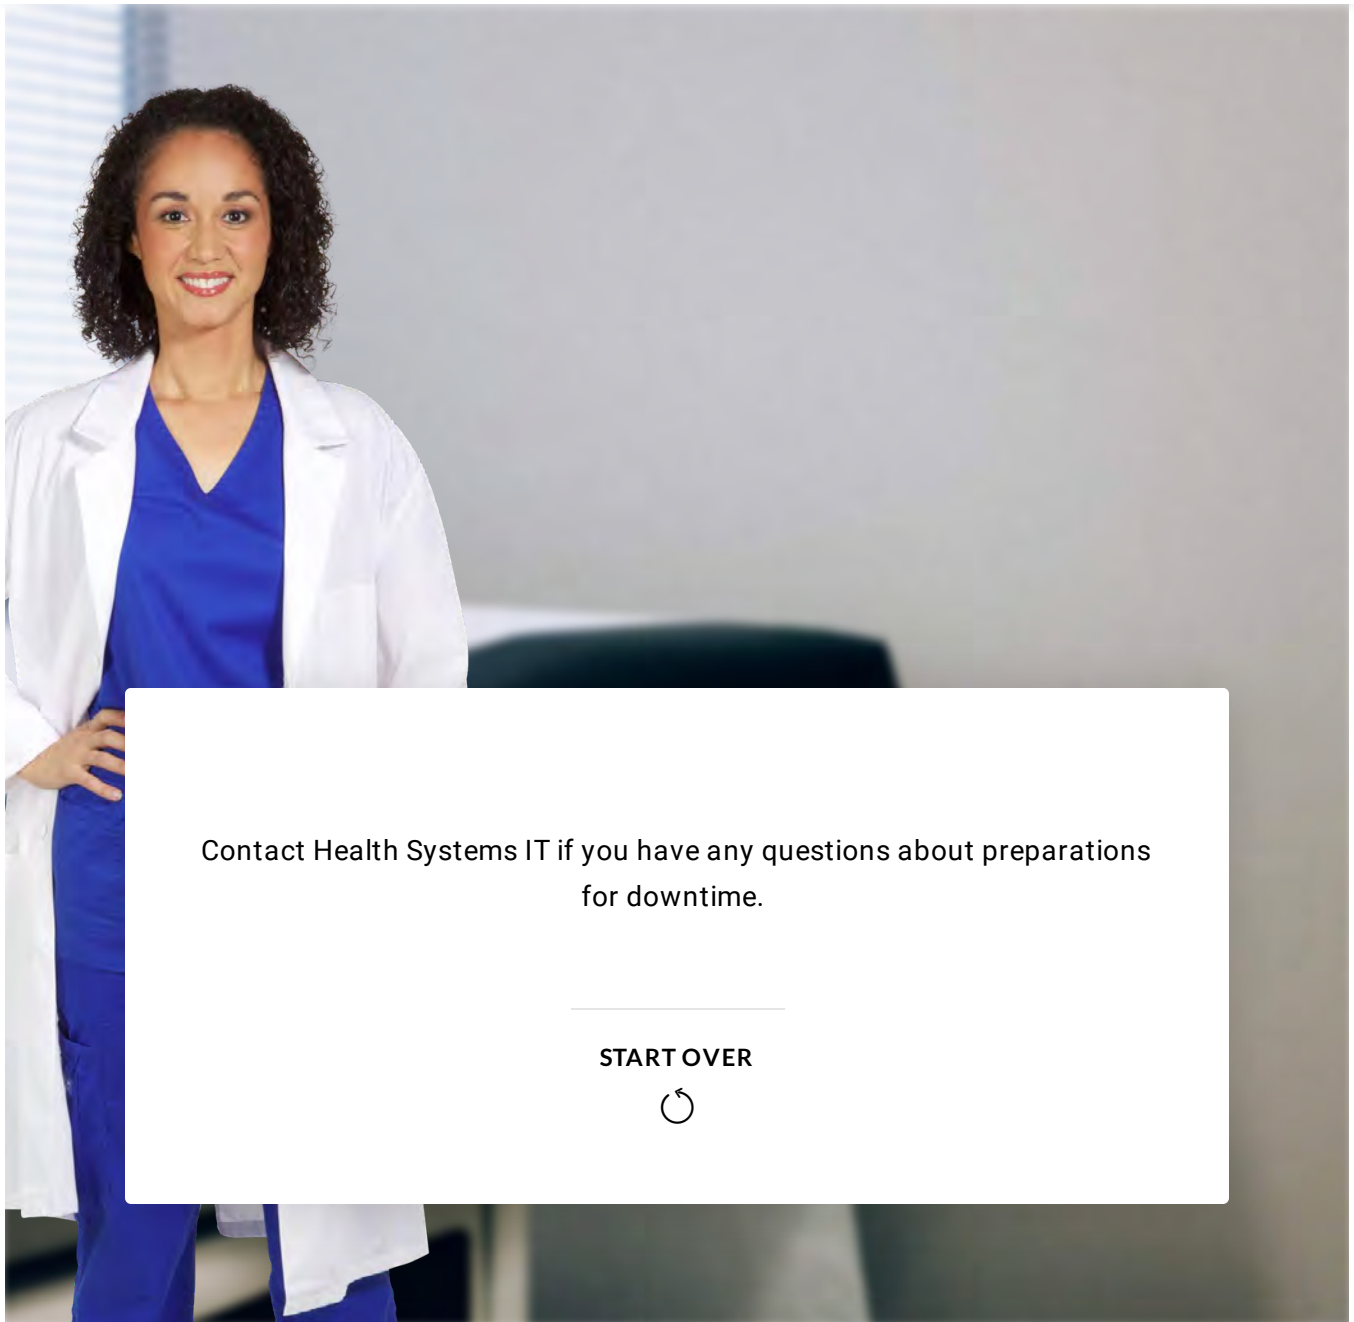 Contact Health Systems IT if you have any questions about preparations
for downtime.
START OVER